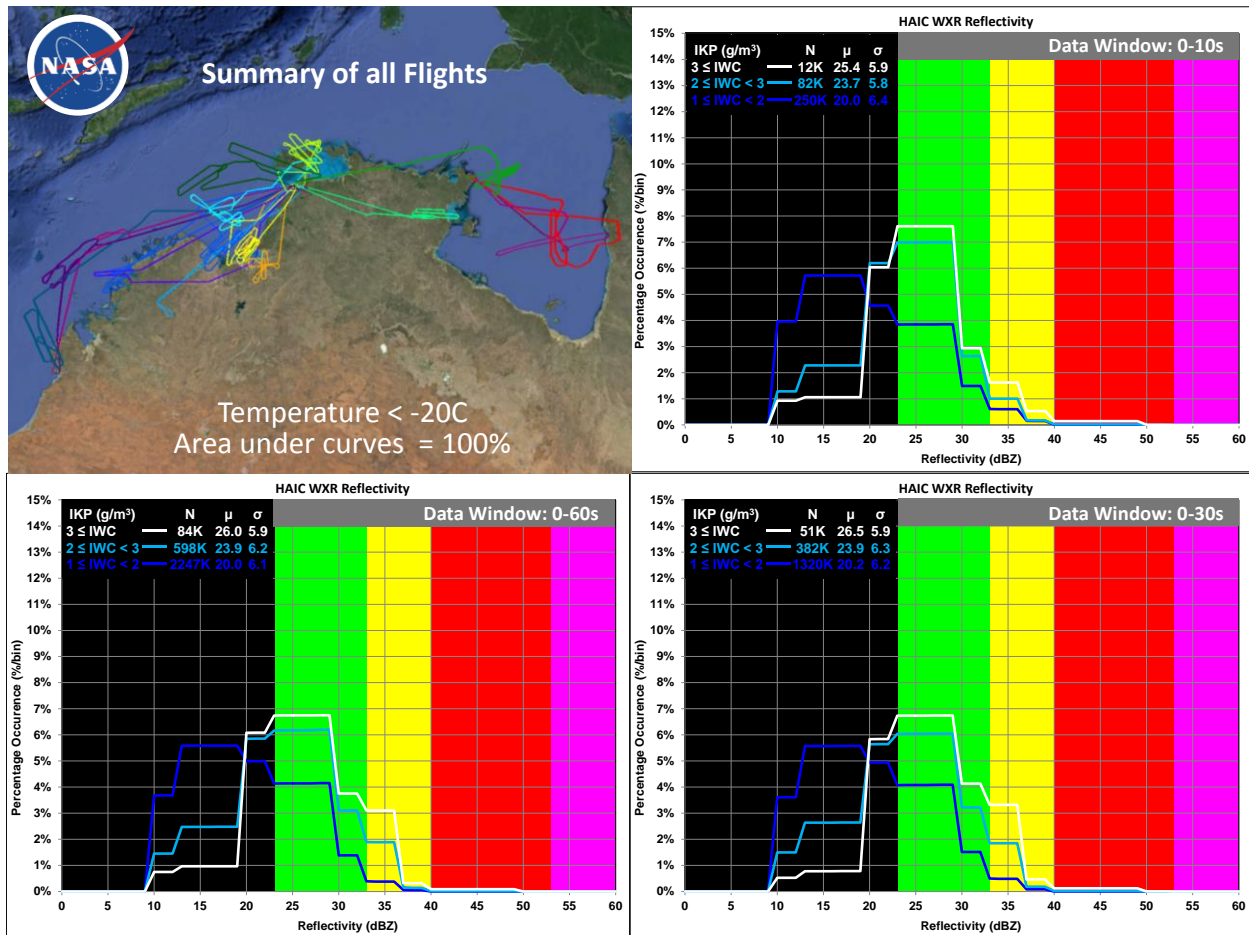 NASA
Summary of all Flights
Temperature < -20C
Area under curves = 100%
HAIC WXR Reflectivity
Data Window: 0-10s
IKP (g/m³) N μ σ
3 ≤ IWC 12K 25.4 5.9
2 ≤ IWC < 3 82K 23.7 5.8
1 ≤ IWC < 2 250K 20.0 6.4
Percentage Occurence (%/bin)
15%
14%
13%
12%
11%
10%
9%
8%
7%
6%
5%
4%
3%
2%
1%
0%
0 5 10 15 20 25 30 35 40 45 50 55 60
Reflectivity (dBZ)
HAIC WXR Reflectivity
Data Window: 0-60s
IKP (g/m³) N μ σ
3 ≤ IWC 84K 26.0 5.9
2 ≤ IWC < 3 598K 23.9 6.2
1 ≤ IWC < 2 2247K 20.0 6.1
Percentage Occurence (%/bin)
15%
14%
13%
12%
11%
10%
9%
8%
7%
6%
5%
4%
3%
2%
1%
0%
0 5 10 15 20 25 30 35 40 45 50 55 60
Reflectivity (dBZ)
HAIC WXR Reflectivity
Data Window: 0-30s
IKP (g/m³) N μ σ
3 ≤ IWC 51K 26.5 5.9
2 ≤ IWC < 3 382K 23.9 6.3
1 ≤ IWC < 2 1320K 20.2 6.2
Percentage Occurence (%/bin)
15%
14%
13%
12%
11%
10%
9%
8%
7%
6%
5%
4%
3%
2%
1%
0%
0 5 10 15 20 25 30 35 40 45 50 55 60
Reflectivity (dBZ)